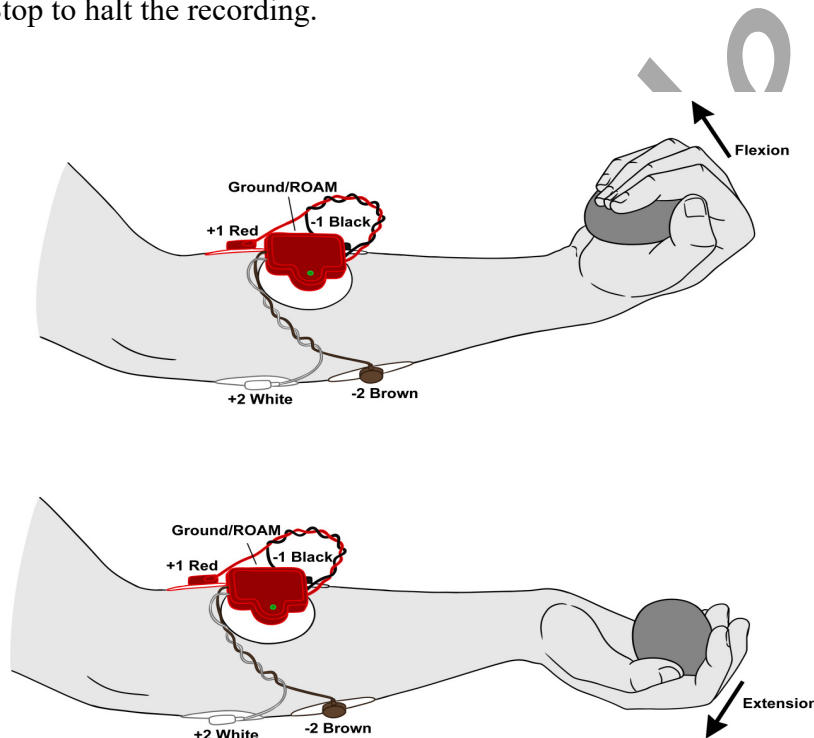 Stop to halt the recording.
Flexion
Ground/ROAM
-1 Black
+1 Red
-2 Brown
+2 White
Ground/ROAM
-1 Black
+1 Red
Extension
-2 Brown
+2 White